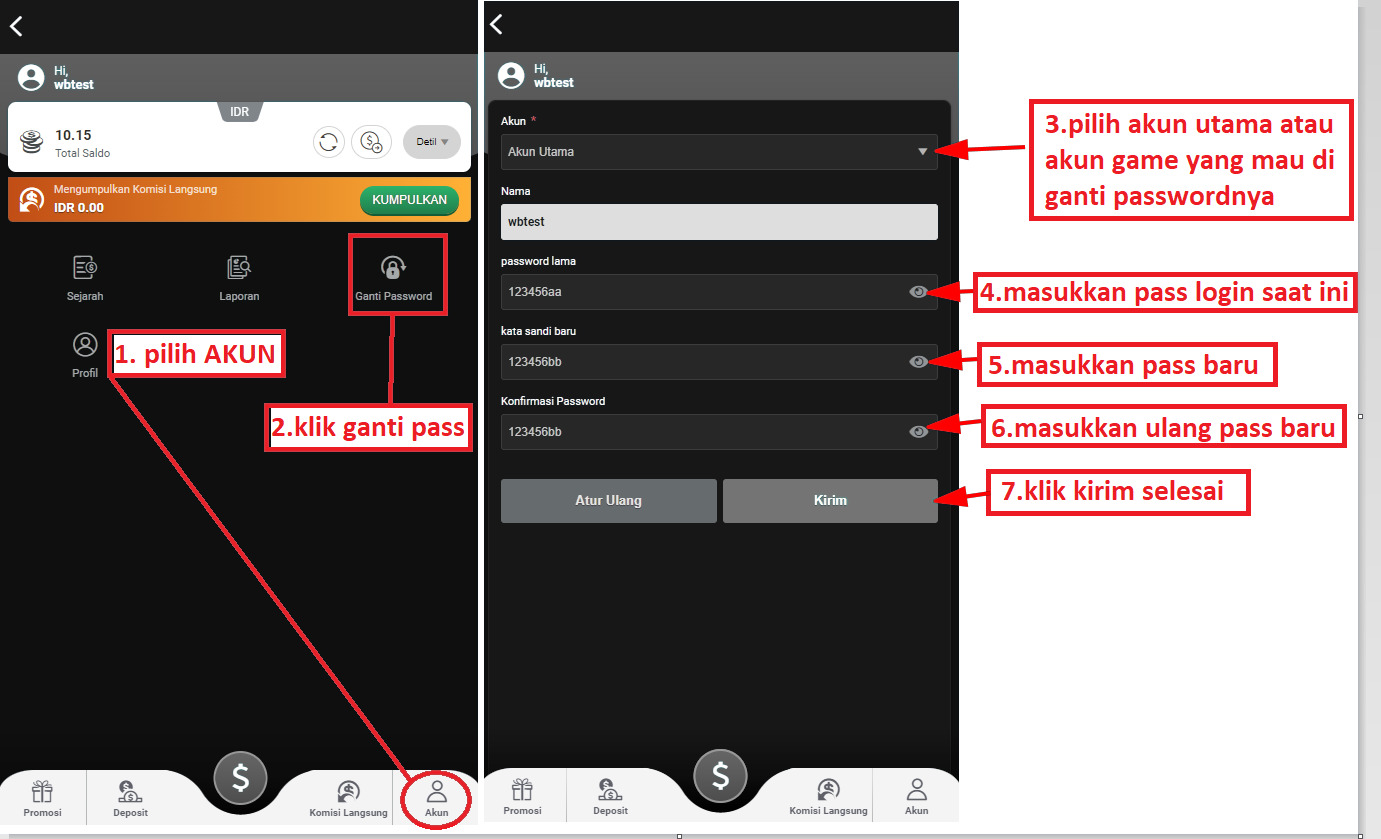 Hi,
wbtest
IDR
10.15
Total Saldo
Detil
Mengumpulkan Komisi Langsung
IDR 0.00
KUMPULKAN
Sejarah
Laporan
Ganti Password
Profil
1. pilih AKUN
2.klik ganti pass
Promosi
Deposit
$
Komisi Langsung
Akun
Hi,
wbtest
Akun *
Akun Utama
Nama
wbtest
password lama
123456aa
kata sandi baru
123456bb
Konfirmasi Password
123456bb
Atur Ulang
Kirim
Promosi
Deposit
$
Komisi Langsung
Akun
3.pilih akun utama atau
akun game yang mau di
ganti passwordnya
4.masukkan pass login saat ini
5.masukkan pass baru
6.masukkan ulang pass baru
7.klik kirim selesai